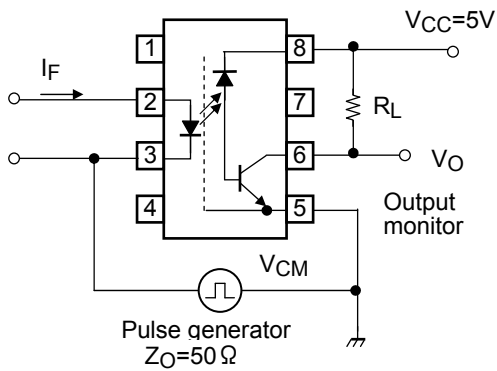 VCC=5V
1
8
IF
2
7
RL
3
6
VO
4
5
Output
monitor
VCM
Pulse generator
ZO=50Ω